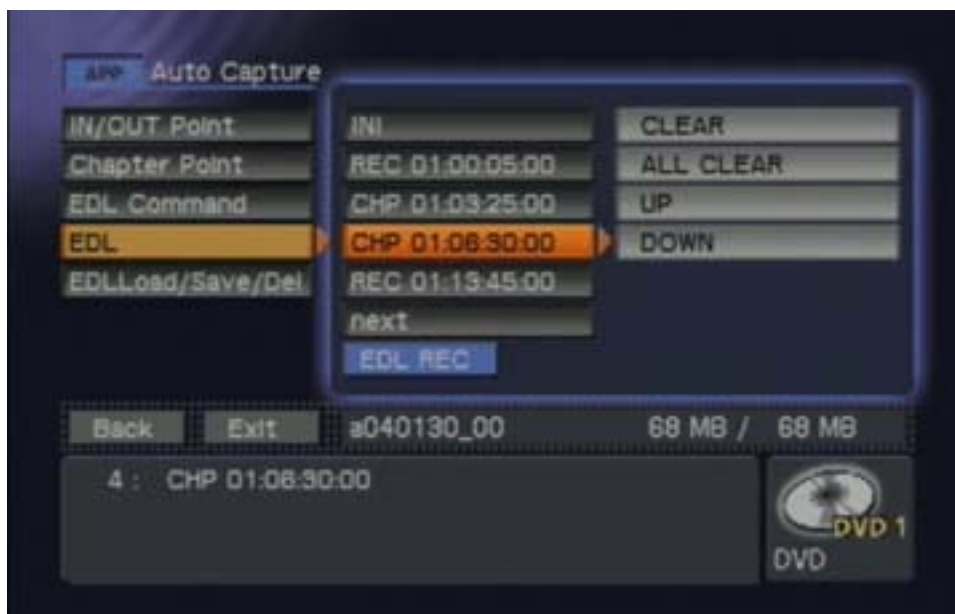 APP Auto Capture
IN/OUT Point
Chapter Point
EDL Command
EDL
EDLLoad/Save/Del
INI
REC 01:00:05:00
CHP 01:03:25:00
CHP 01:06:30:00
REC 01:13:45:00
next
EDL REC
CLEAR
ALL CLEAR
UP
DOWN
Back Exit a040130_00 68 MB / 68 MB
4 : CHP 01:06:30:00
DVD 1
DVD